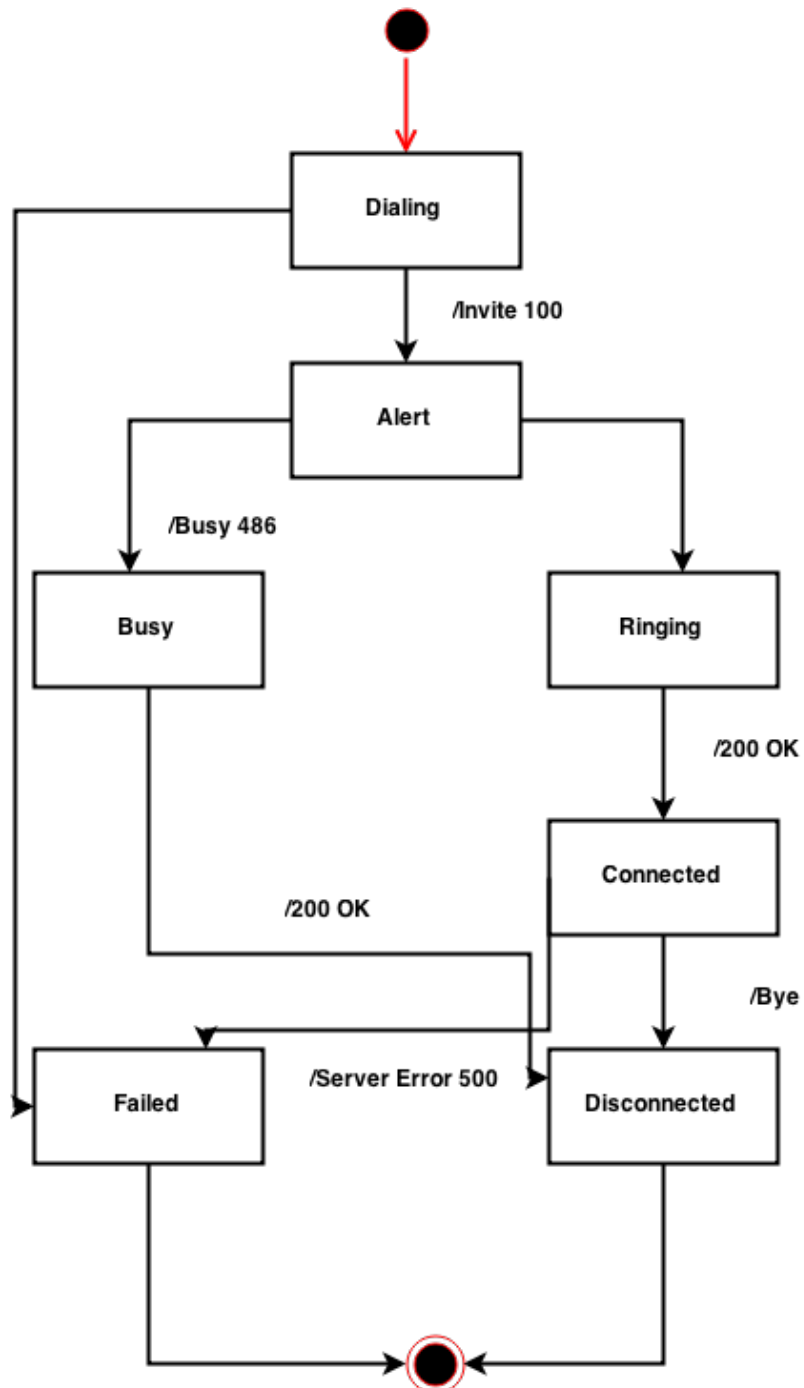 Dialing
/Invite 100
Alert
/Busy 486
Busy
Ringing
/200 OK
Connected
/200 OK
/Bye
/Server Error 500
Failed
Disconnected